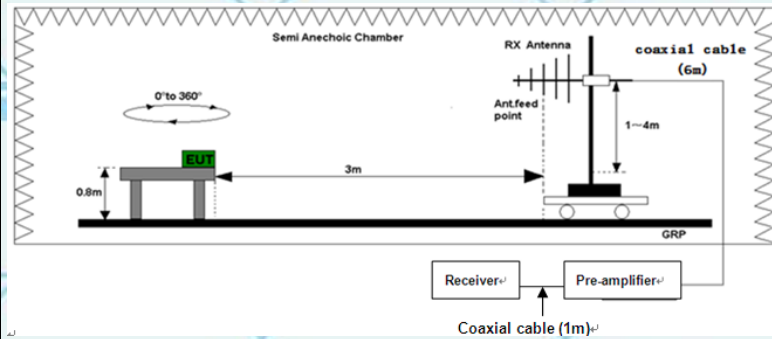 Semi Anechoic Chamber
RX Antenna
coaxial cable
(6m)
0°to 360°
Ant.feed
point
1~4m
EUT
3m
0.8m
GRP
Receiver
Pre-amplifier
Coaxial cable (1m)